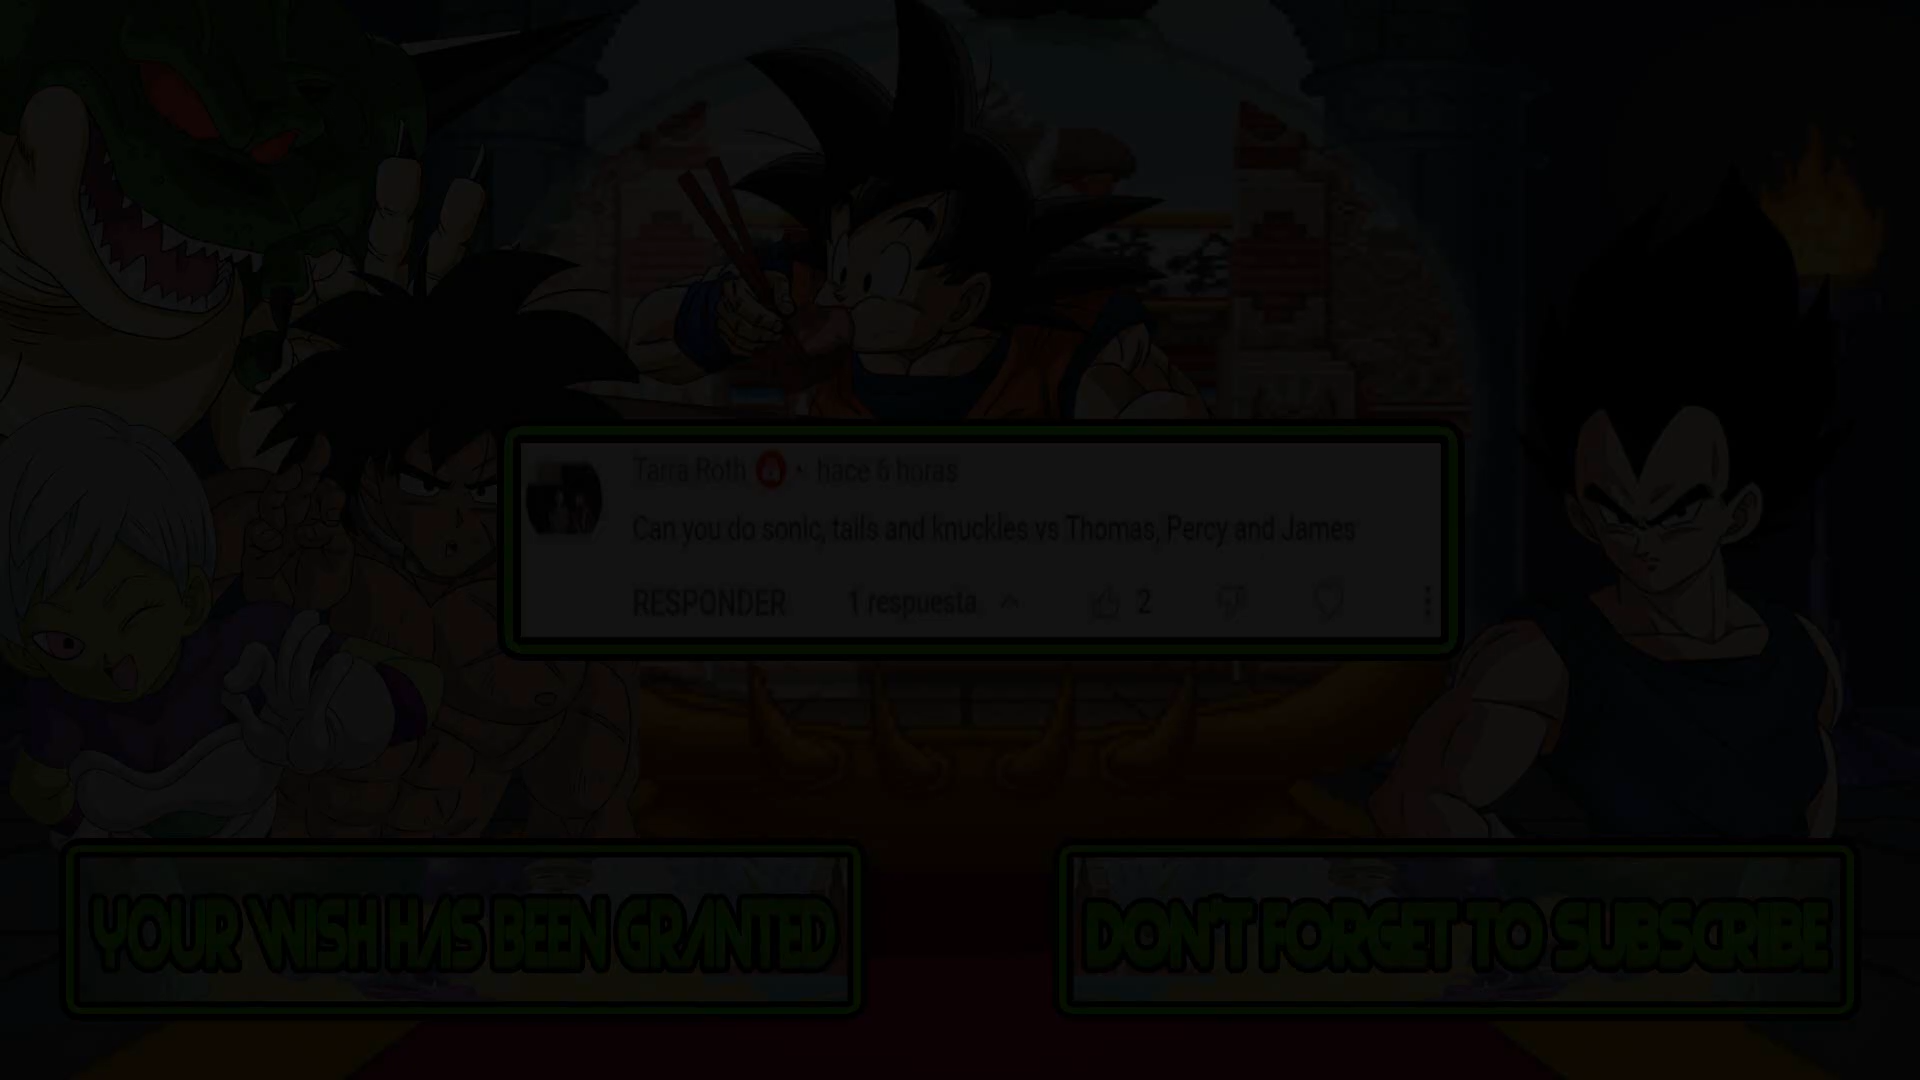 Tarra Roth • hace 6 horas
Can you do sonic, tails and knuckles vs Thomas, Percy and James
RESPONDER 1 respuesta 2
YOUR WISH HAS BEEN GRANTED
DON'T FORGET TO SUBSCRIBE